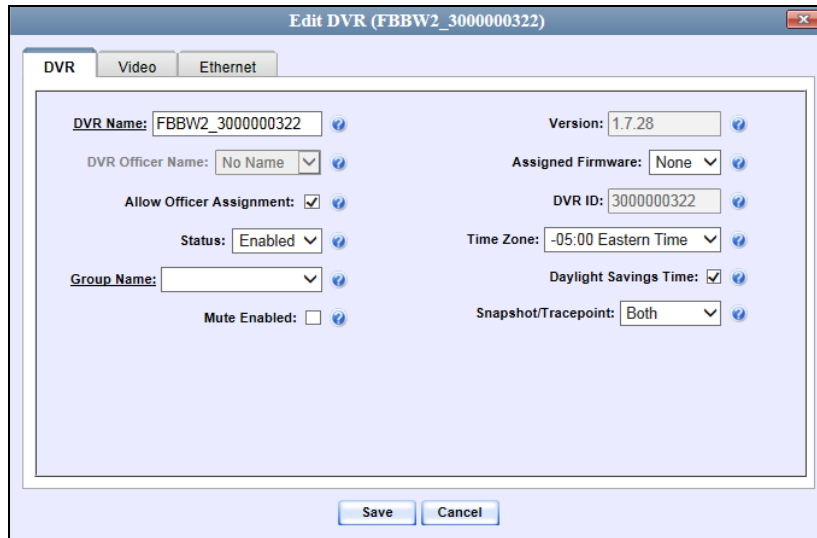 Edit DVR (FBBW2_3000000322)
DVR Video Ethernet
DVR Name: FBBW2_3000000322
DVR Officer Name: No Name
Allow Officer Assignment:
Status: Enabled
Group Name:
Mute Enabled:
Version: 1.7.28
Assigned Firmware: None
DVR ID: 3000000322
Time Zone: -05:00 Eastern Time
Daylight Savings Time:
Snapshot/Tracepoint: Both
Save Cancel